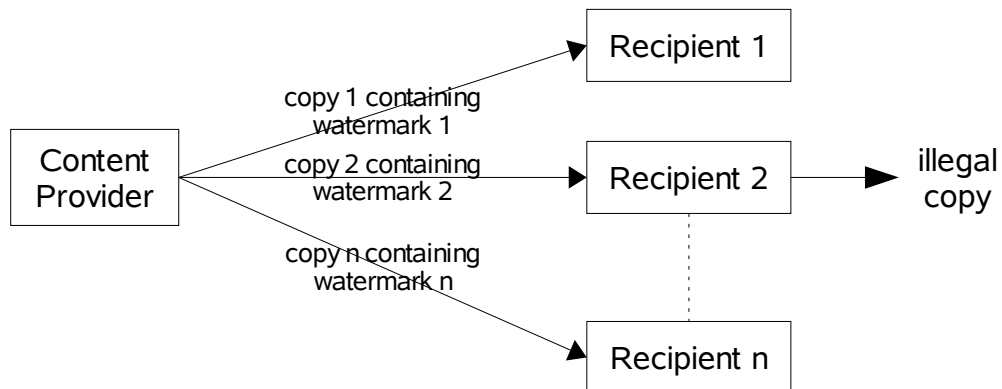 Recipient 1
copy 1 containing
watermark 1
Content
Provider
copy 2 containing
watermark 2
Recipient 2
illegal
copy
copy n containing
watermark n
Recipient n